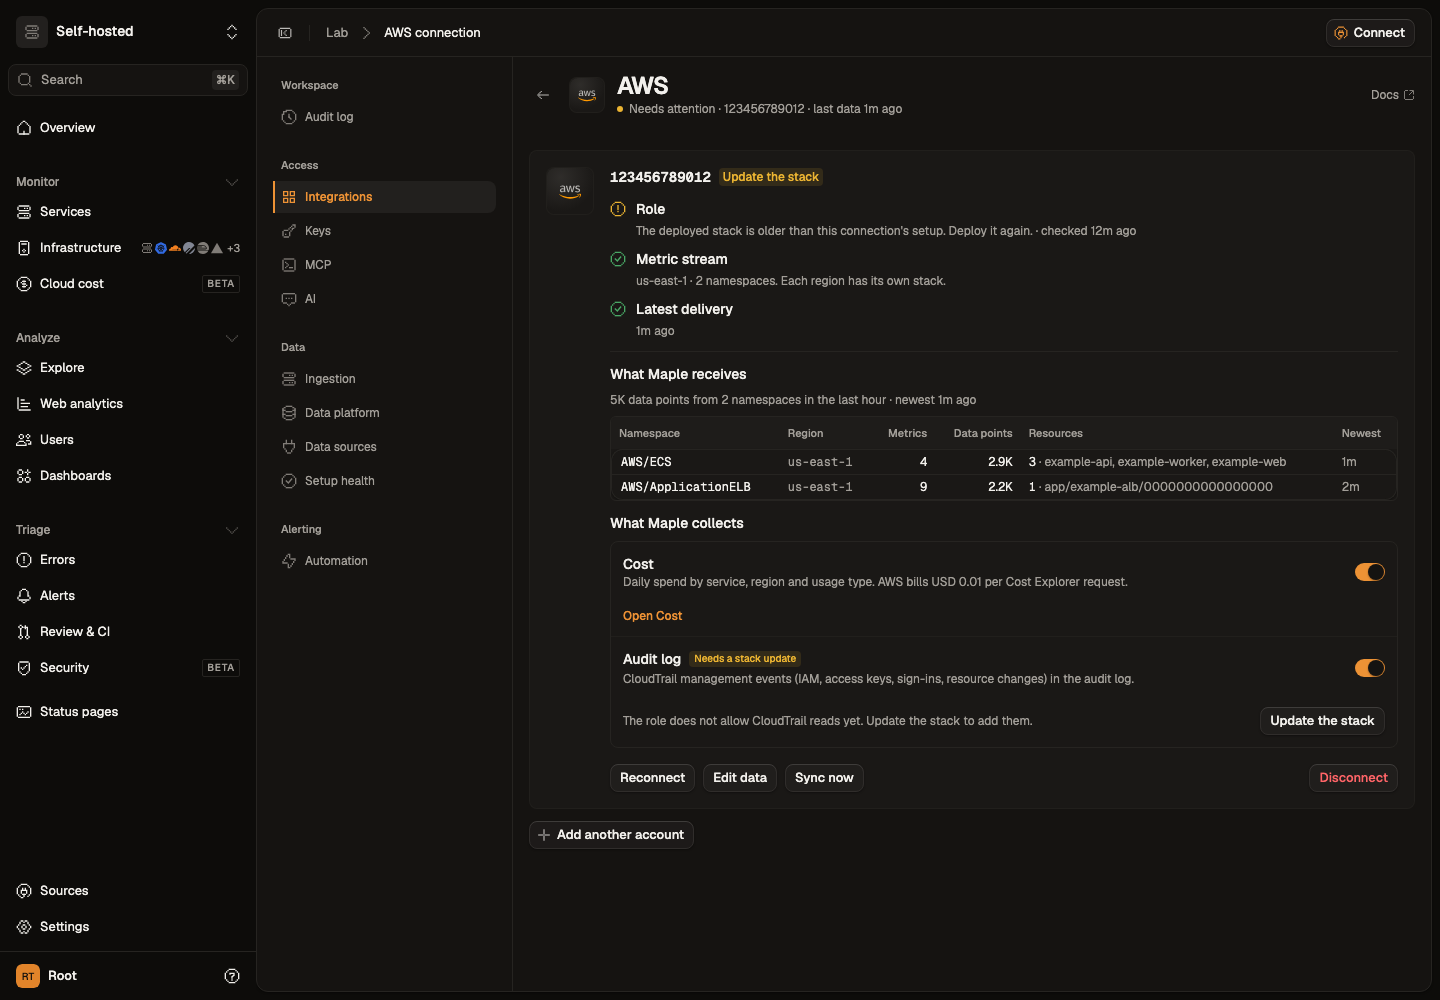 Self-hosted
Search
⌘K
Overview
Monitor
Services
Infrastructure
+3
Cloud cost
BETA
Analyze
Explore
Web analytics
Users
Dashboards
Triage
Errors
Alerts
Review & CI
Security
BETA
Status pages
Sources
Settings
RT
Root
Lab
AWS connection
Connect
Workspace
Audit log
Access
Integrations
Keys
MCP
AI
Data
Ingestion
Data platform
Data sources
Setup health
Alerting
Automation
aws
AWS
Needs attention · 123456789012 · last data 1m ago
Docs
aws
123456789012
Update the stack
Role
The deployed stack is older than this connection's setup. Deploy it again. · checked 12m ago
Metric stream
us-east-1 · 2 namespaces. Each region has its own stack.
Latest delivery
1m ago
What Maple receives
5K data points from 2 namespaces in the last hour · newest 1m ago
Namespace Region Metrics Data points Resources Newest
AWS/ECS us-east-1 4 2.9K 3 · example-api, example-worker, example-web 1m
AWS/ApplicationELB us-east-1 9 2.2K 1 · app/example-alb/0000000000000000 2m
What Maple collects
Cost
Daily spend by service, region and usage type. AWS bills USD 0.01 per Cost Explorer request.
Open Cost
Audit log
Needs a stack update
CloudTrail management events (IAM, access keys, sign-ins, resource changes) in the audit log.
The role does not allow CloudTrail reads yet. Update the stack to add them.
Update the stack
Reconnect
Edit data
Sync now
Disconnect
Add another account